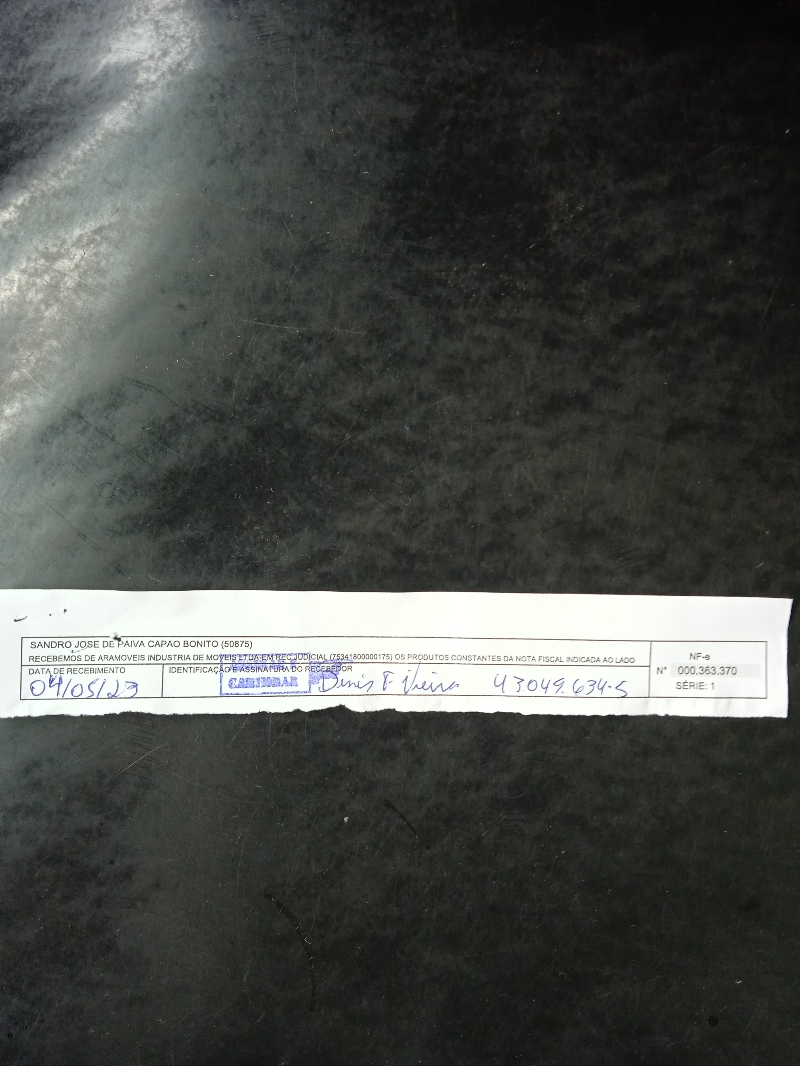 SANDRO JOSE DE PAIVA CAPAO BONITO (50875)
RECEBEMOS DE ARAMOVEIS INDUSTRIA DE MOVEIS LTDA-EM REC JUDICIAL (75341800000175) OS PRODUTOS CONSTANTES DA NOTA FISCAL INDICADA AO LADO
DATA DE RECEBIMENTO
04/05/23
IDENTIFICAÇÃO E ASSINATURA DO RECEBEDOR
Denis F Vieira 43049.634-5
NF-e
N° 000.363.370
SÉRIE: 1